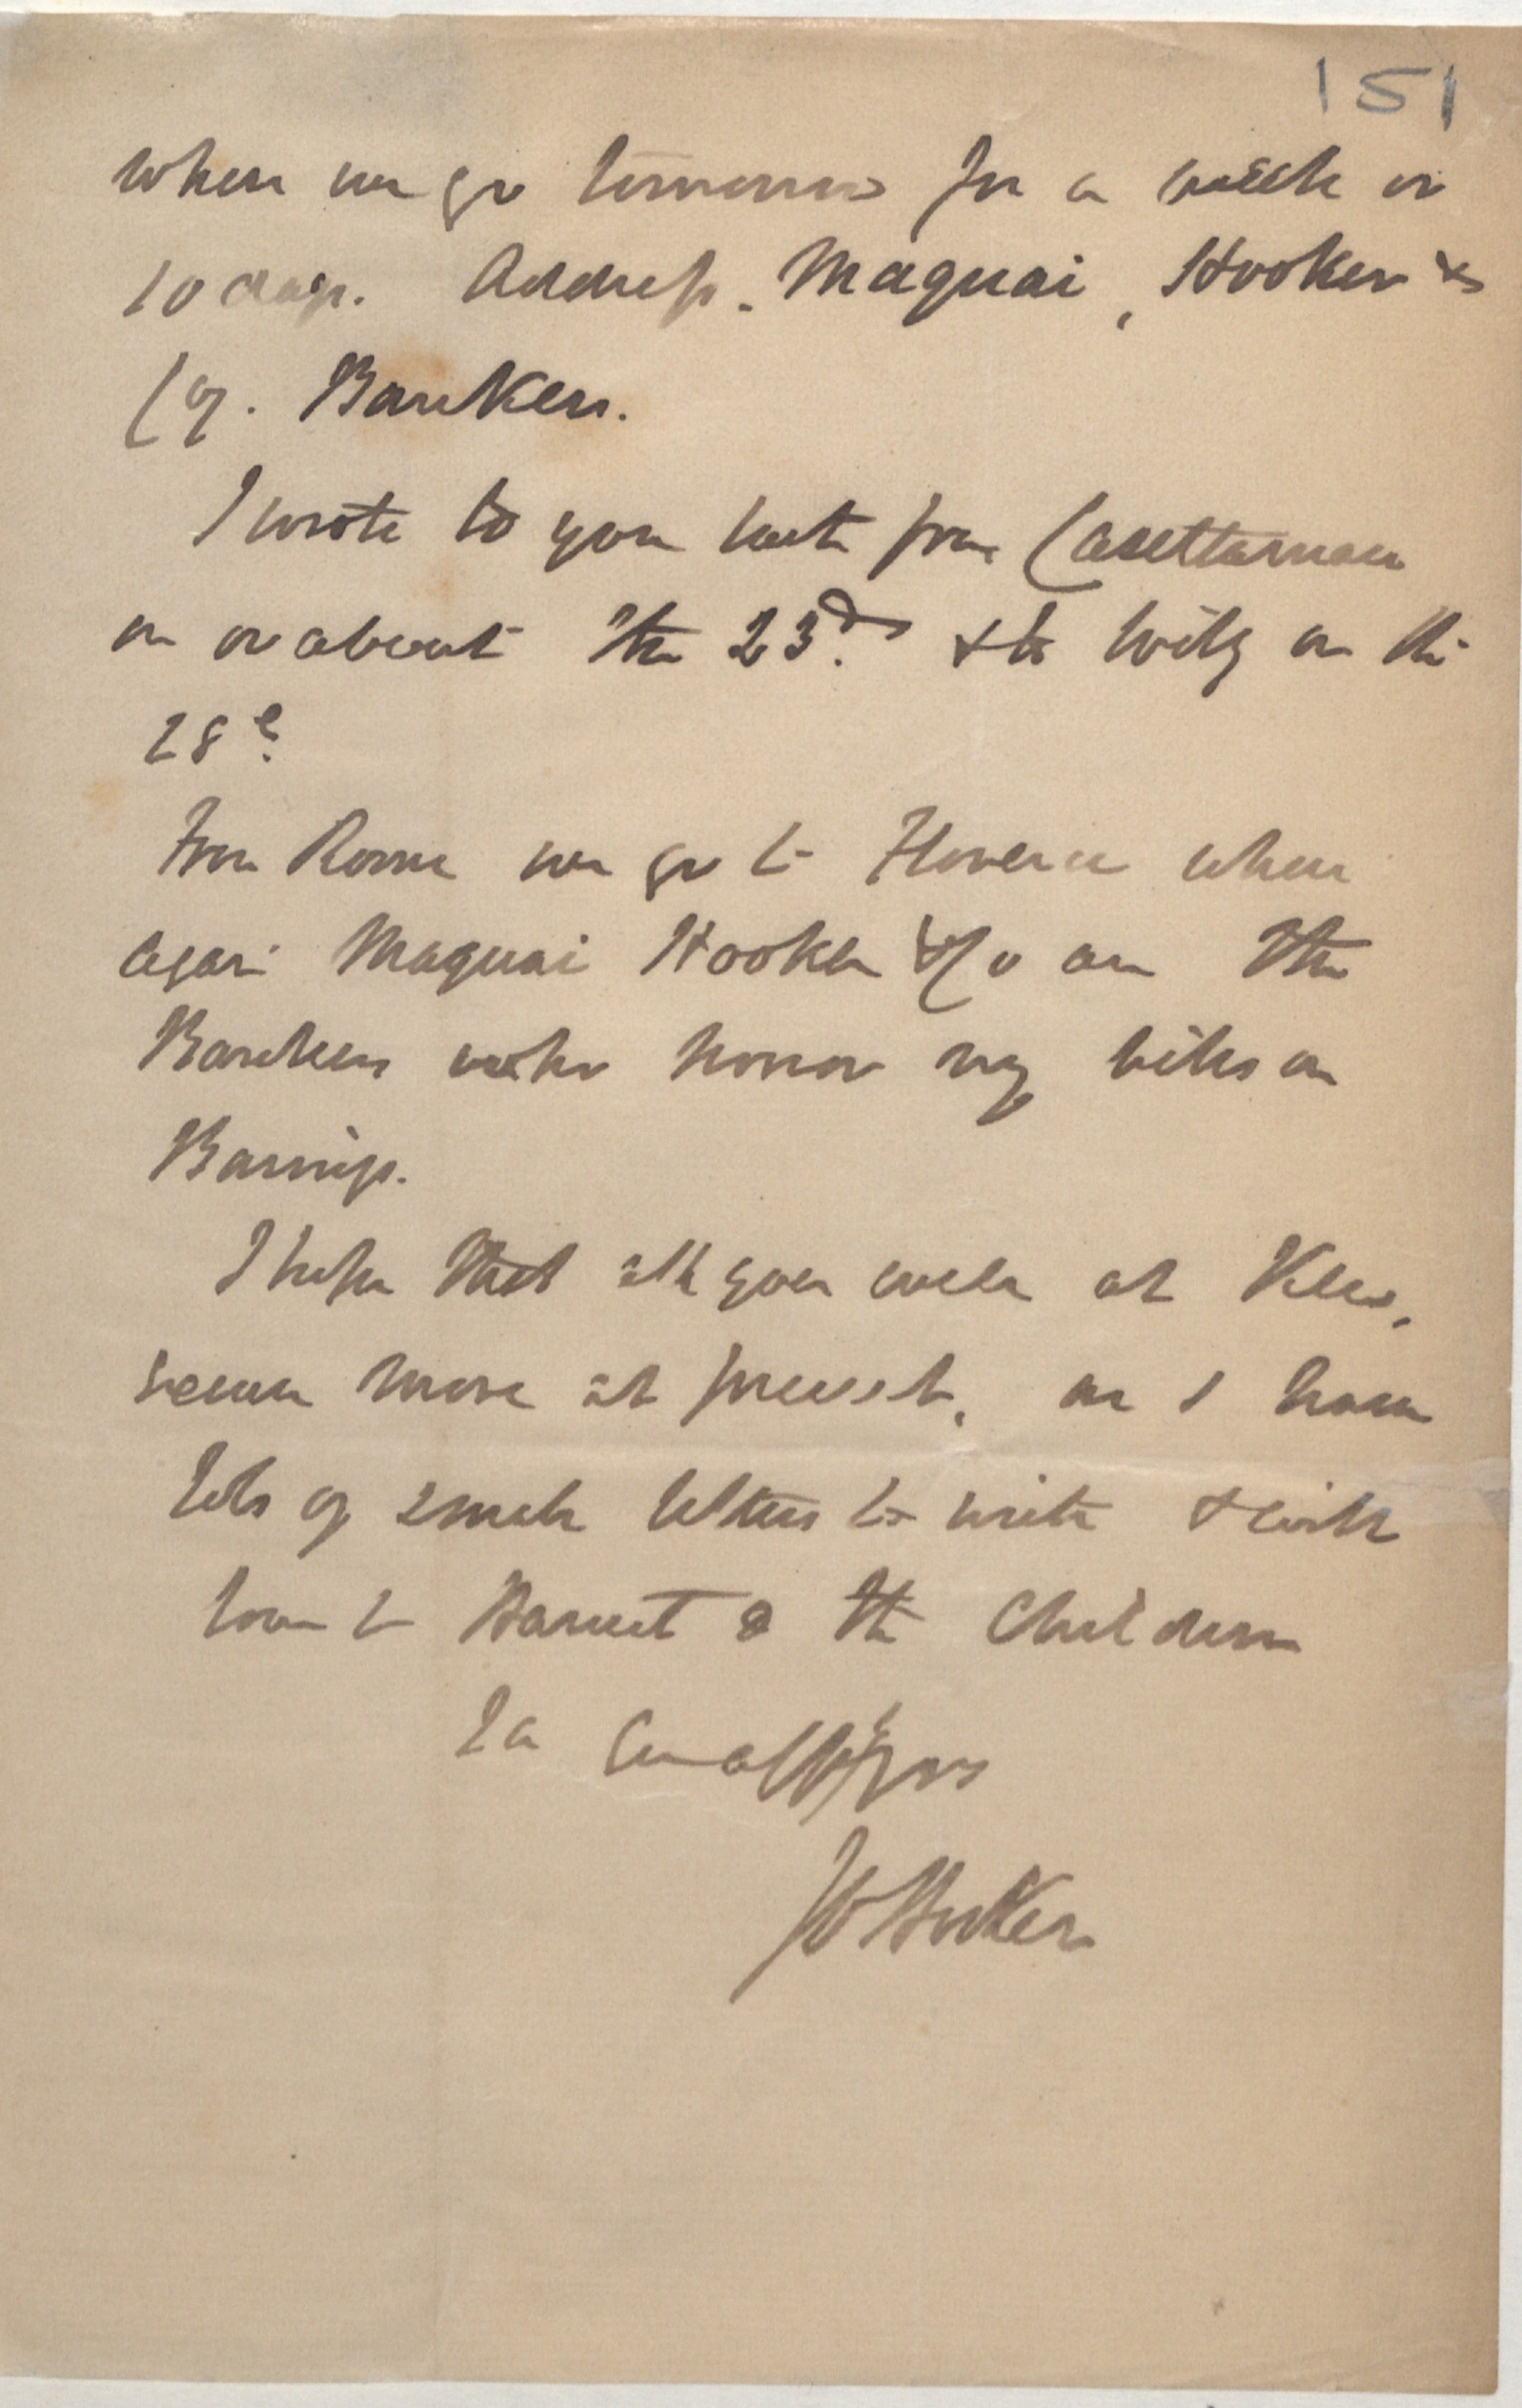 151
where we go tomorrow for a week or
10 days. Address. Maquai, Hooker &
Co. Bankers.
I wrote to you last from
on or about the 23rd. & to Willy on the
28th.
From Rome we go to Florence where
again Maquai Hooker & Co are the
Bankers who honor my bills on
Barings.
I hope that all goes well at Kew,
no more at present, as I have
lots of small letters to write & with
love to Harriet & the Children
Ever affy yrs
JD Hooker